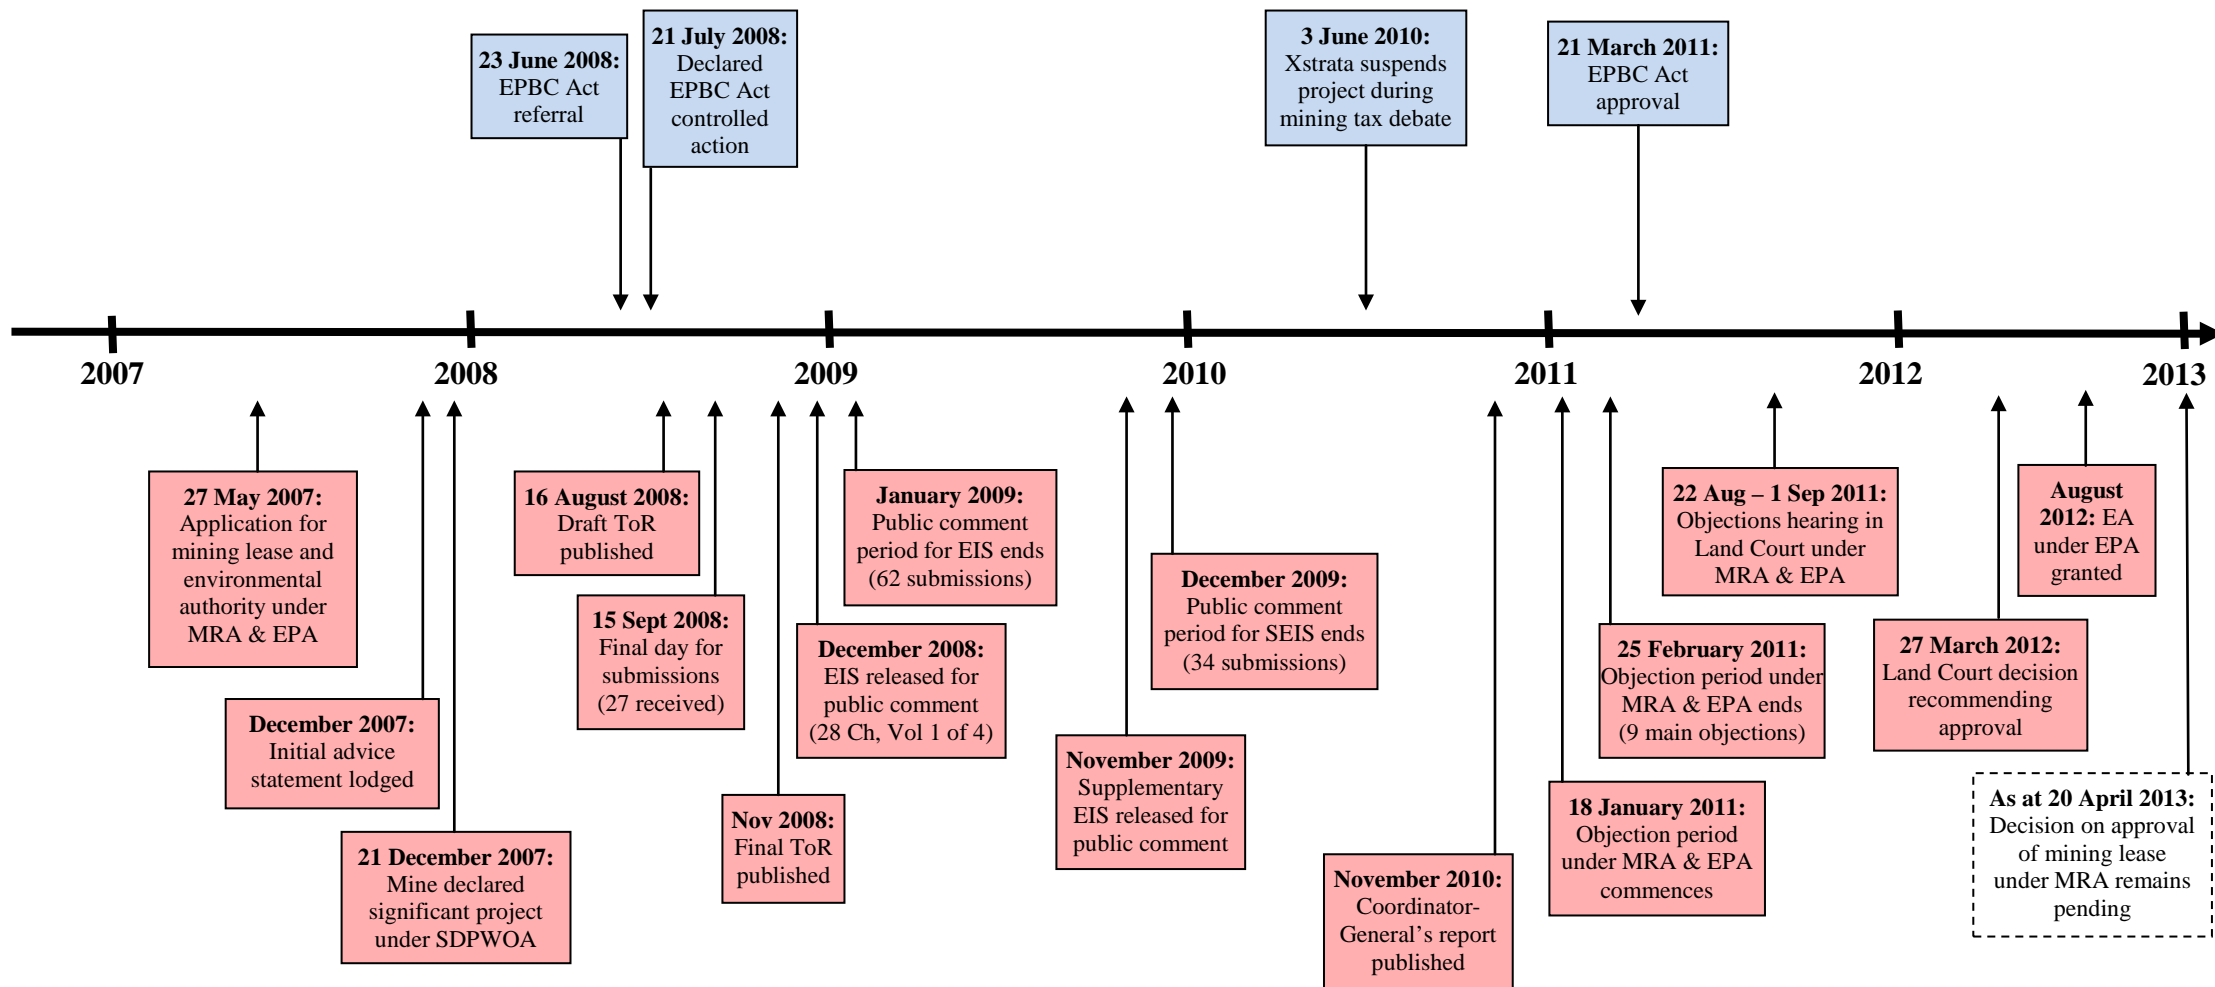 23 June 2008:
EPBC Act
referral
21 July 2008:
Declared
EPBC Act
controlled
action
3 June 2010:
Xstrata suspends
project during
mining tax debate
21 March 2011:
EPBC Act
approval
2007
2008
2009
2010
2011
2012
2013
27 May 2007:
Application for
mining lease and
environmental
authority under
MRA & EPA
December 2007:
Initial advice
statement lodged
21 December 2007:
Mine declared
significant project
under SDPWOA
16 August 2008:
Draft ToR
published
15 Sept 2008:
Final day for
submissions
(27 received)
Nov 2008:
Final ToR
published
December 2008:
EIS released for
public comment
(28 Ch, Vol 1 of 4)
January 2009:
Public comment
period for EIS ends
(62 submissions)
November 2009:
Supplementary
EIS released for
public comment
December 2009:
Public comment
period for SEIS ends
(34 submissions)
November 2010:
Coordinator-
General’s report
published
18 January 2011:
Objection period
under MRA & EPA
commences
25 February 2011:
Objection period under
MRA & EPA ends
(9 main objections)
22 Aug – 1 Sep 2011:
Objections hearing in
Land Court under
MRA & EPA
27 March 2012:
Land Court decision
recommending
approval
August
2012: EA
under EPA
granted
As at 20 April 2013:
Decision on approval
of mining lease
under MRA remains
pending